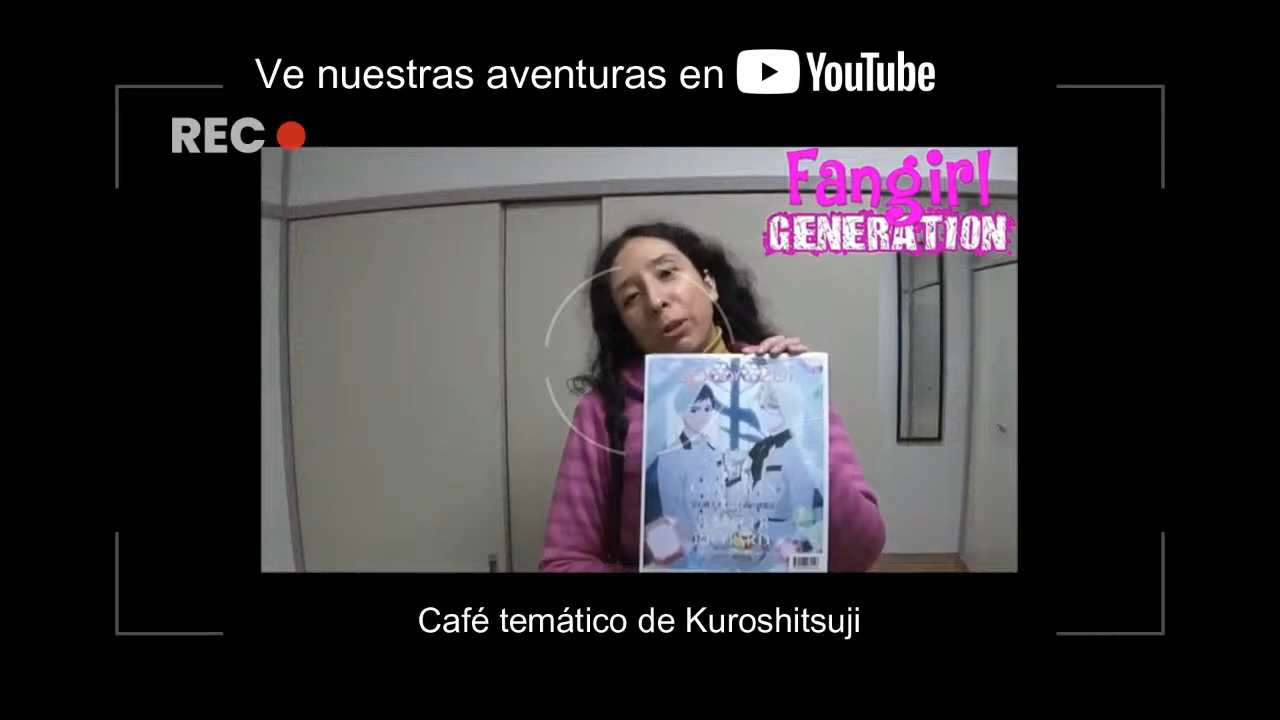 Ve nuestras aventuras en YouTube
REC
Fangirl
GENERATION
Café temático de Kuroshitsuji